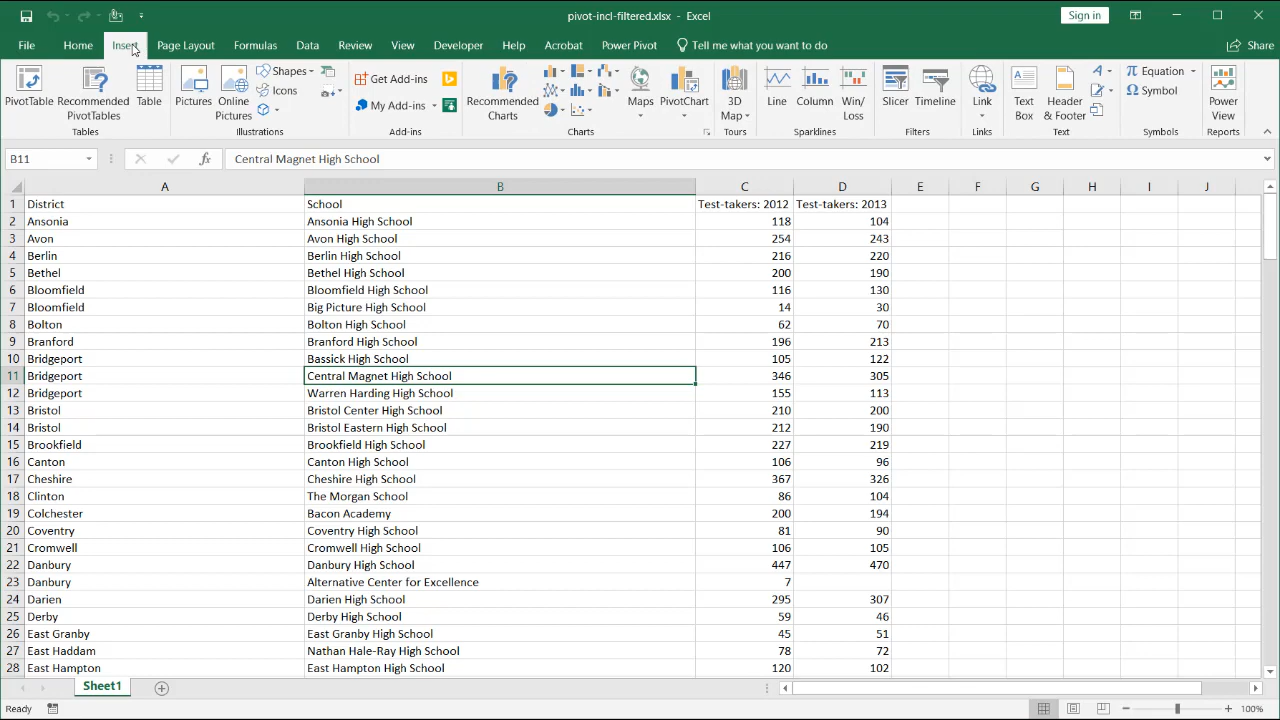 pivot-incl-filtered.xlsx - Excel
Sign in
File Home Insert Page Layout Formulas Data Review View Developer Help Acrobat Power Pivot Tell me what you want to do Share
PivotTable Recommended PivotTables Table Pictures Online Pictures Shapes Icons Get Add-ins My Add-ins Recommended Charts Maps PivotChart 3D Map Line Column Win/Loss Slicer Timeline Link Text Box Header & Footer Equation Symbol Power View
Tables Illustrations Add-ins Charts Tours Sparklines Filters Links Text Symbols Reports
B11 fx Central Magnet High School
A B C D E F G H I J
1 District School Test-takers: 2012 Test-takers: 2013
2 Ansonia Ansonia High School 118 104
3 Avon Avon High School 254 243
4 Berlin Berlin High School 216 220
5 Bethel Bethel High School 200 190
6 Bloomfield Bloomfield High School 116 130
7 Bloomfield Big Picture High School 14 30
8 Bolton Bolton High School 62 70
9 Branford Branford High School 196 213
10 Bridgeport Bassick High School 105 122
11 Bridgeport Central Magnet High School 346 305
12 Bridgeport Warren Harding High School 155 113
13 Bristol Bristol Center High School 210 200
14 Bristol Bristol Eastern High School 212 190
15 Brookfield Brookfield High School 227 219
16 Canton Canton High School 106 96
17 Cheshire Cheshire High School 367 326
18 Clinton The Morgan School 86 104
19 Colchester Bacon Academy 200 194
20 Coventry Coventry High School 81 90
21 Cromwell Cromwell High School 106 105
22 Danbury Danbury High School 447 470
23 Danbury Alternative Center for Excellence 7
24 Darien Darien High School 295 307
25 Derby Derby High School 59 46
26 East Granby East Granby High School 45 51
27 East Haddam Nathan Hale-Ray High School 78 72
28 East Hampton East Hampton High School 120 102
Sheet1
Ready 100%